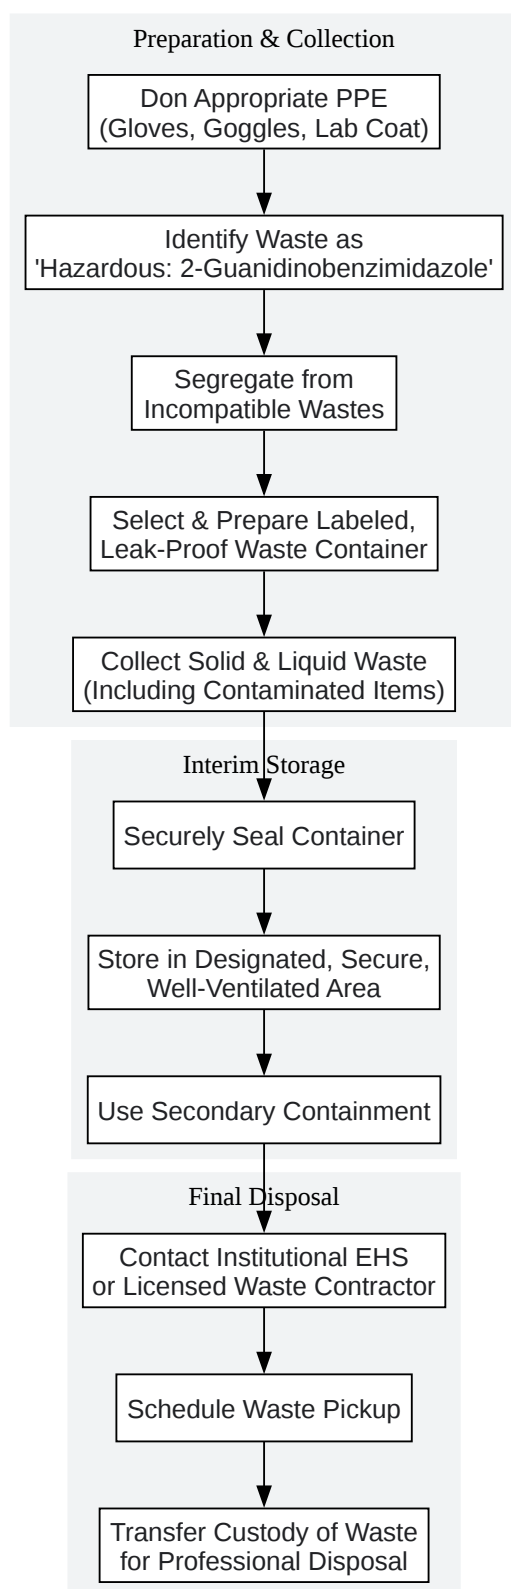 Preparation & Collection
Don Appropriate PPE
(Gloves, Goggles, Lab Coat)
Identify Waste as
'Hazardous: 2-Guanidinobenzimidazole'
Segregate from
Incompatible Wastes
Select & Prepare Labeled,
Leak-Proof Waste Container
Collect Solid & Liquid Waste
(Including Contaminated Items)
Interim Storage
Securely Seal Container
Store in Designated, Secure,
Well-Ventilated Area
Use Secondary Containment
Final Disposal
Contact Institutional EHS
or Licensed Waste Contractor
Schedule Waste Pickup
Transfer Custody of Waste
for Professional Disposal